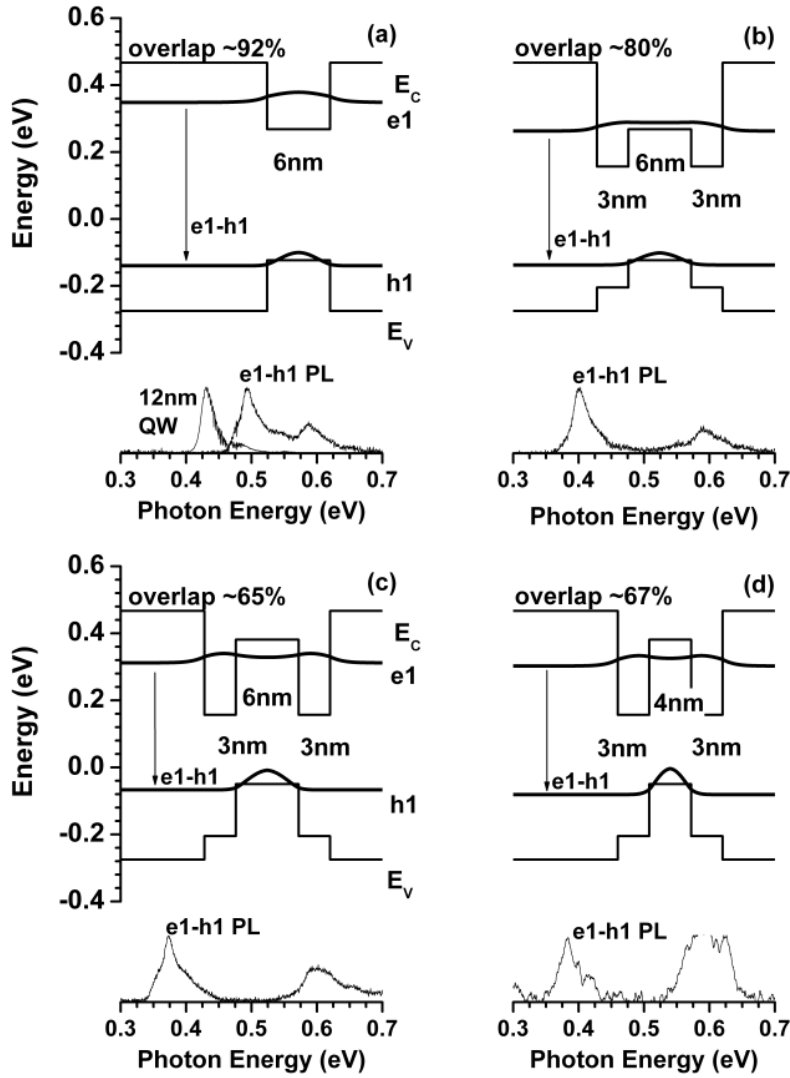 0.6
0.4
0.2
0.0
-0.2
-0.4
Energy (eV)
overlap ~92%
(a)
E_C
e1
6nm
e1-h1
h1
E_V
e1-h1 PL
12nm
QW
0.3 0.4 0.5 0.6 0.7
Photon Energy (eV)
overlap ~80%
(b)
6nm
3nm 3nm
e1-h1
e1-h1 PL
0.3 0.4 0.5 0.6 0.7
Photon Energy (eV)
0.6
0.4
0.2
0.0
-0.2
-0.4
Energy (eV)
overlap ~65%
(c)
E_C
e1
6nm
3nm 3nm
e1-h1
h1
E_V
e1-h1 PL
0.3 0.4 0.5 0.6 0.7
Photon Energy (eV)
overlap ~67%
(d)
4nm
3nm 3nm
e1-h1
e1-h1 PL
0.3 0.4 0.5 0.6 0.7
Photon Energy (eV)